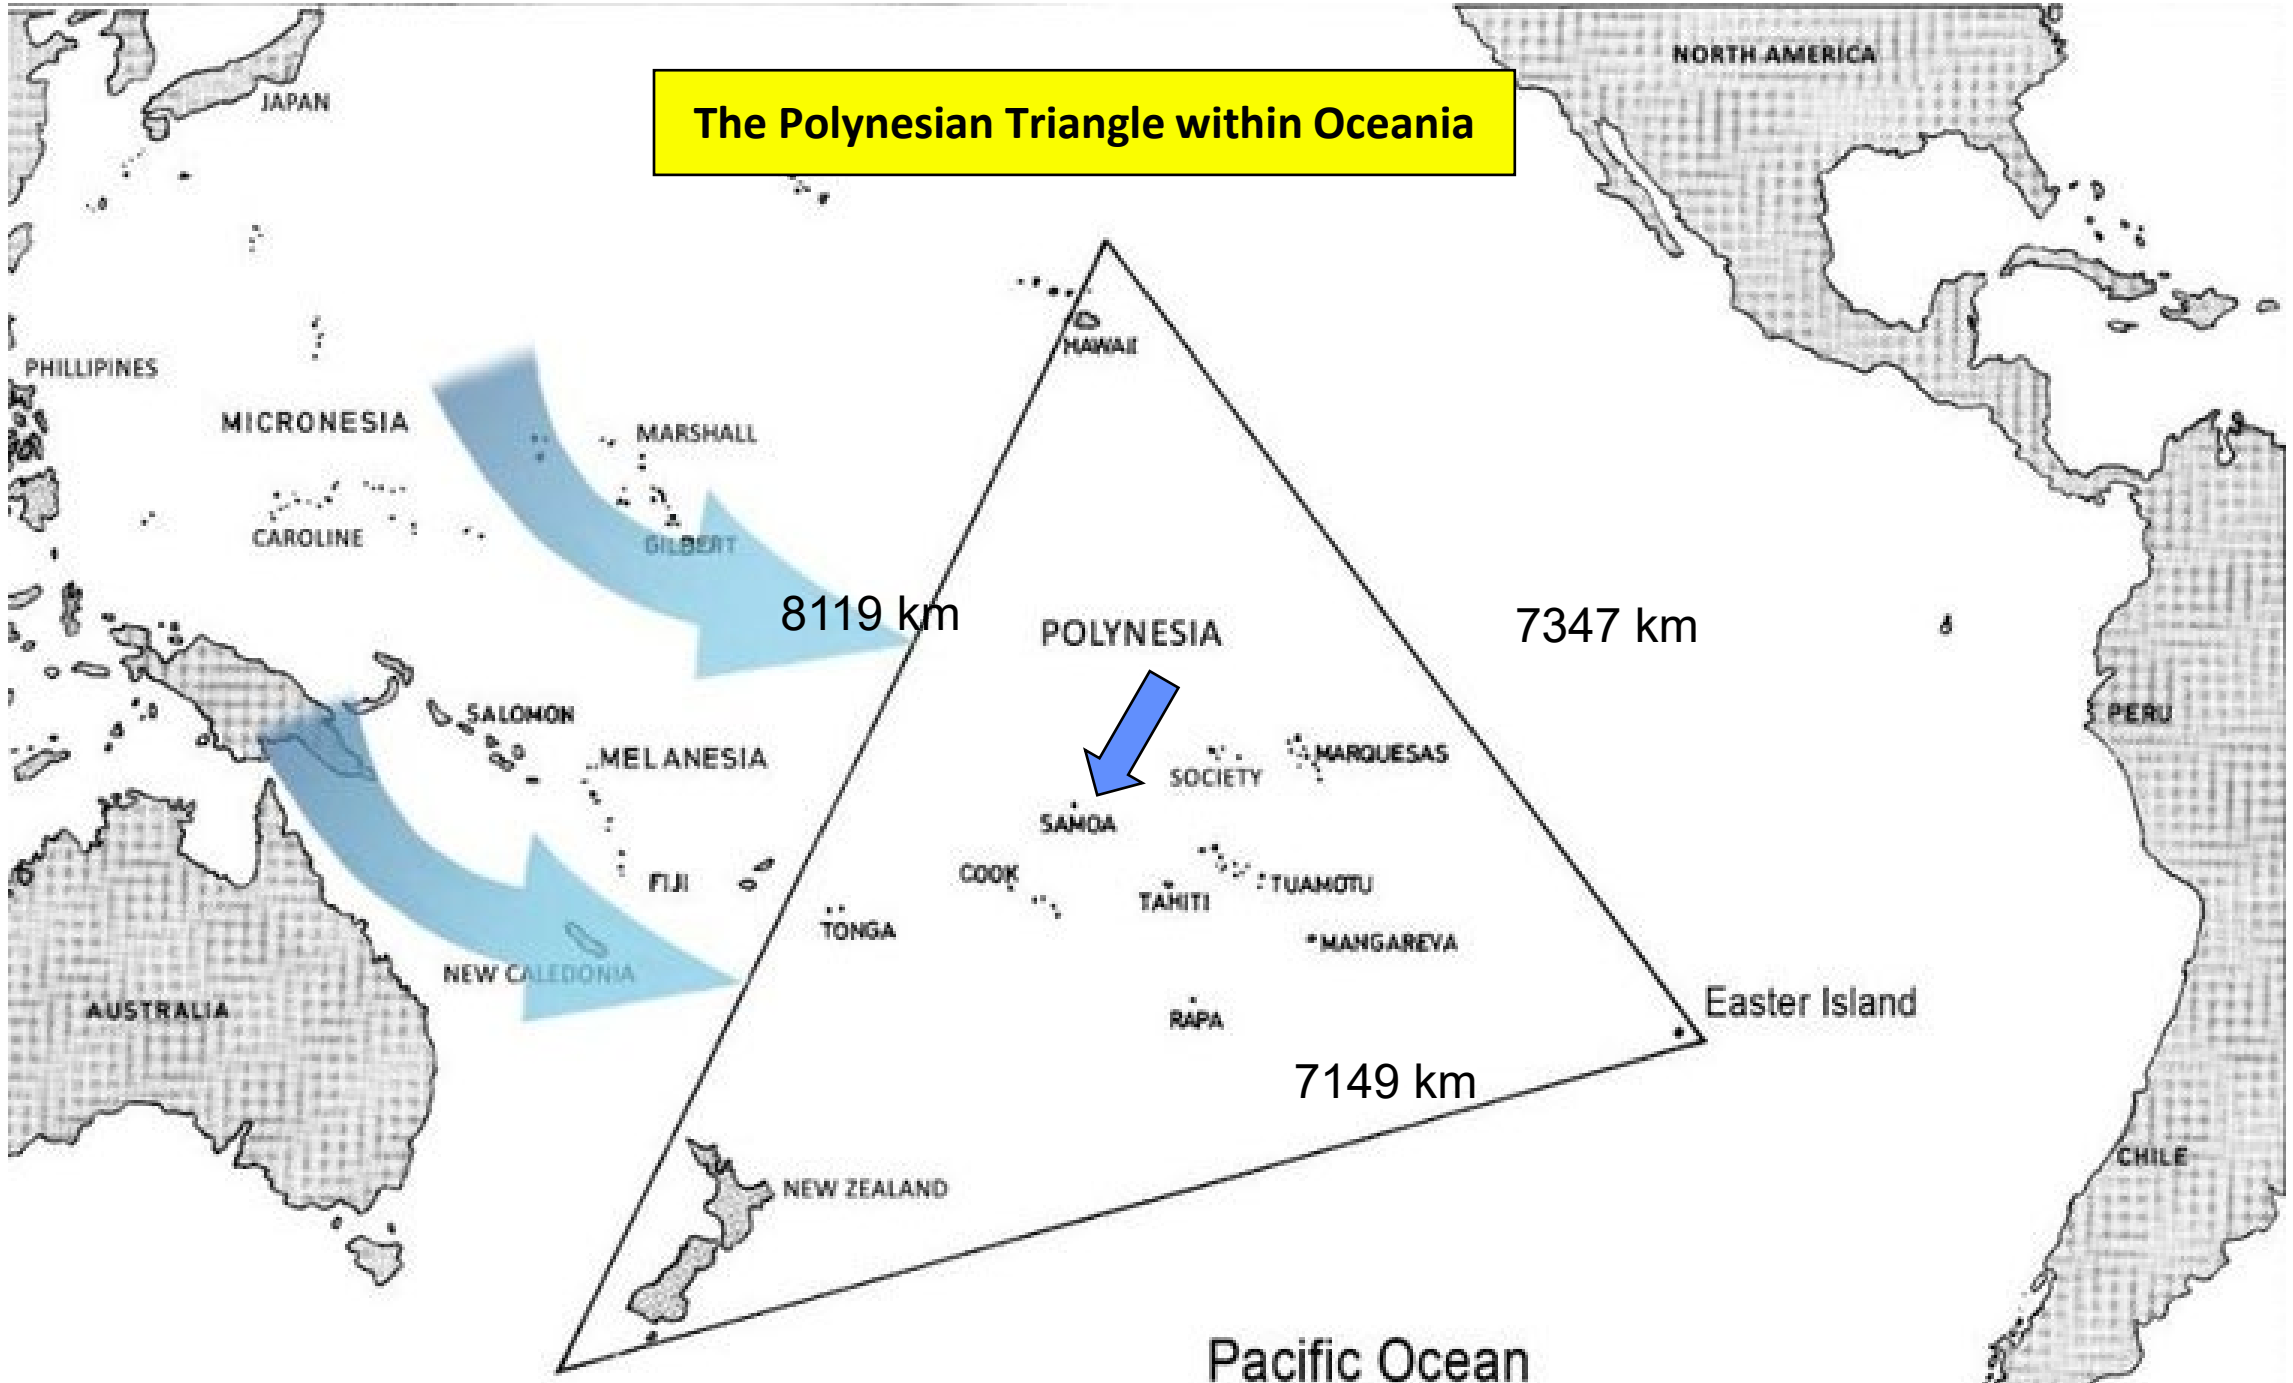 NORTH AMERICA
JAPAN
The Polynesian Triangle within Oceania
HAWAII
PHILLIPINES
MICRONESIA
MARSHALL
CAROLINE
GILBERT
8119 km
POLYNESIA
7347 km
SALOMON
PERU
MELANESIA
MARQUESAS
SOCIETY
SAMOA
COOK
FIJI
TUAMOTU
TAHITI
TONGA
MANGAREVA
NEW CALEDONIA
Easter Island
AUSTRALIA
RAPA
7149 km
CHILE
NEW ZEALAND
Pacific Ocean